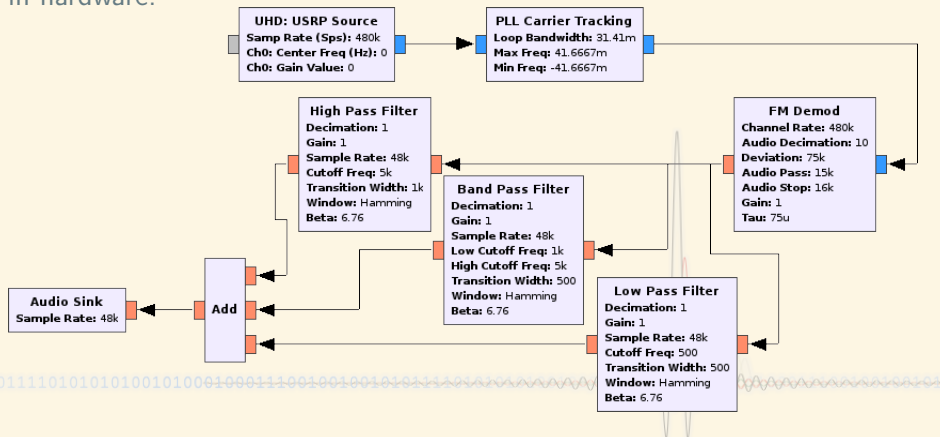 in hardware.
UHD: USRP Source
Samp Rate (Sps): 480k
Ch0: Center Freq (Hz): 0
Ch0: Gain Value: 0
PLL Carrier Tracking
Loop Bandwidth: 31.41m
Max Freq: 41.6667m
Min Freq: -41.6667m
High Pass Filter
Decimation: 1
Gain: 1
Sample Rate: 48k
Cutoff Freq: 5k
Transition Width: 1k
Window: Hamming
Beta: 6.76
FM Demod
Channel Rate: 480k
Audio Decimation: 10
Deviation: 75k
Audio Pass: 15k
Audio Stop: 16k
Gain: 1
Tau: 75u
Band Pass Filter
Decimation: 1
Gain: 1
Sample Rate: 48k
Low Cutoff Freq: 1k
High Cutoff Freq: 5k
Transition Width: 500
Window: Hamming
Beta: 6.76
Audio Sink
Sample Rate: 48k
Add
Low Pass Filter
Decimation: 1
Gain: 1
Sample Rate: 48k
Cutoff Freq: 500
Transition Width: 500
Window: Hamming
Beta: 6.76